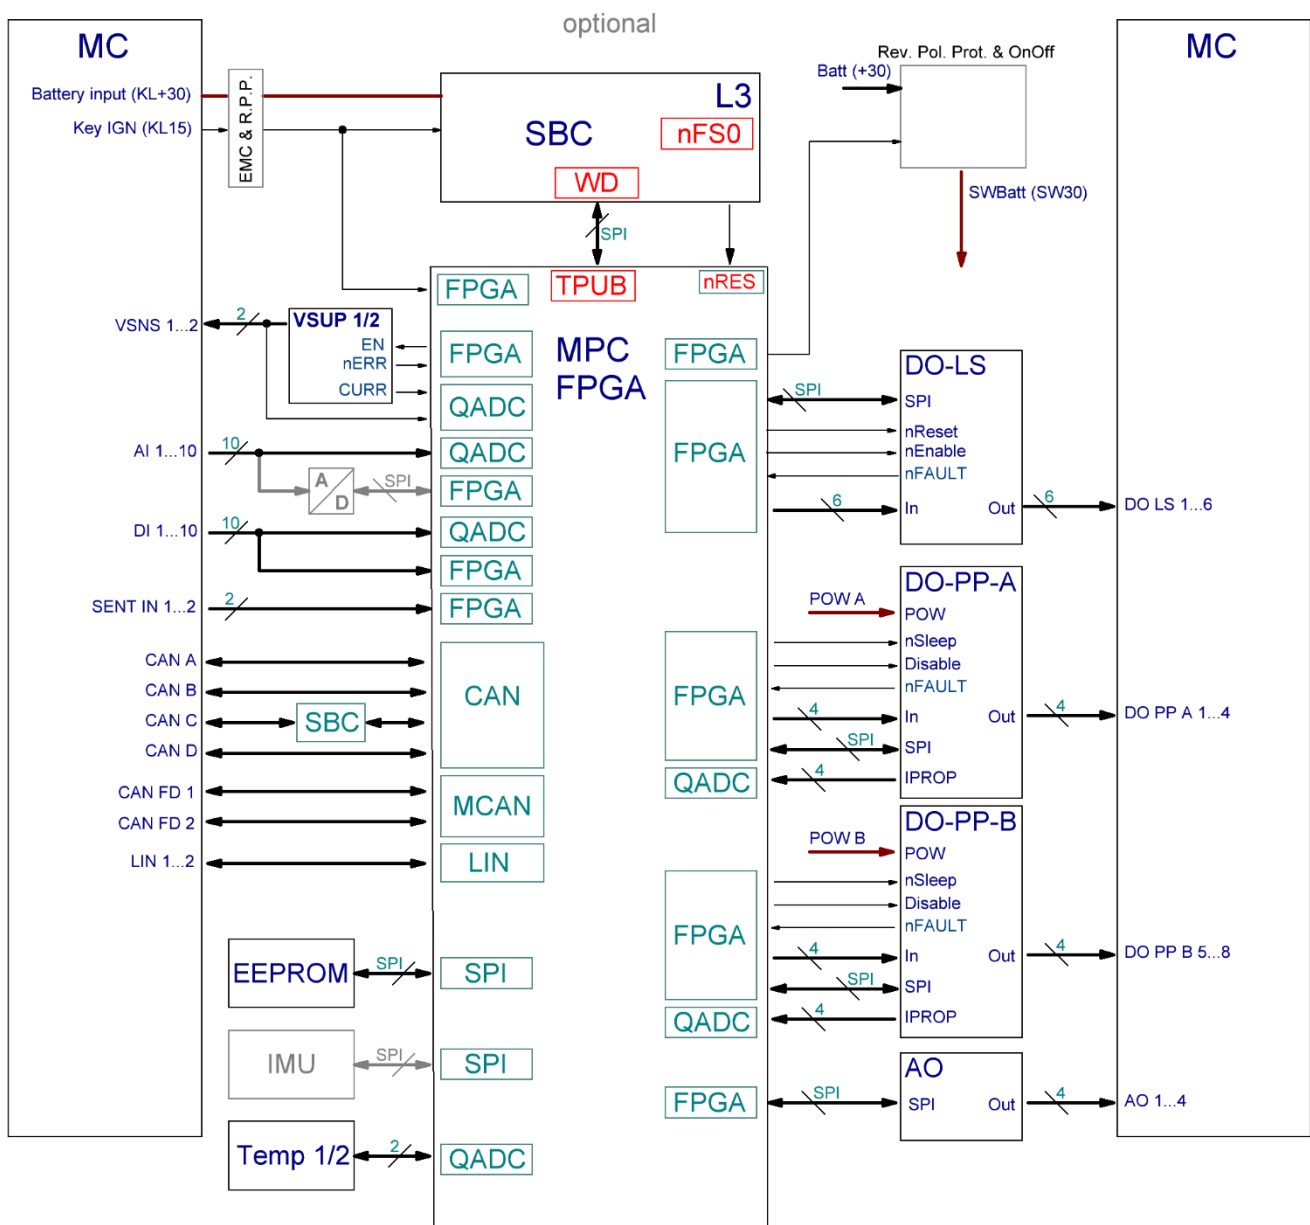 optional
MC
Battery input (KL+30)
Key IGN (KL15)
EMC & R.P.P.
SBC
L3
nFS0
WD
SPI
Rev. Pol. Prot. & OnOff
Batt (+30)
SWBatt (SW30)
MC
FPGA
TPUB
nRES
MPC
FPGA
VSNS 1...2
2
VSUP 1/2
EN
nERR
CURR
FPGA
QADC
AI 1...10
10
QADC
A
D
SPI
FPGA
DI 1...10
10
QADC
FPGA
SENT IN 1...2
2
FPGA
CAN A
CAN B
CAN C
SBC
CAN D
CAN
CAN FD 1
CAN FD 2
MCAN
LIN 1...2
LIN
EEPROM
SPI
SPI
IMU
SPI
SPI
Temp 1/2
2
QADC
FPGA
FPGA
SPI
6
DO-LS
SPI
nReset
nEnable
nFAULT
In
Out
6
DO LS 1...6
FPGA
QADC
POW A
4
SPI
4
DO-PP-A
POW
nSleep
Disable
nFAULT
In
Out
SPI
IPROP
4
DO PP A 1...4
FPGA
QADC
POW B
4
SPI
4
DO-PP-B
POW
nSleep
Disable
nFAULT
In
Out
SPI
IPROP
4
DO PP B 5...8
FPGA
SPI
AO
SPI
Out
4
AO 1...4